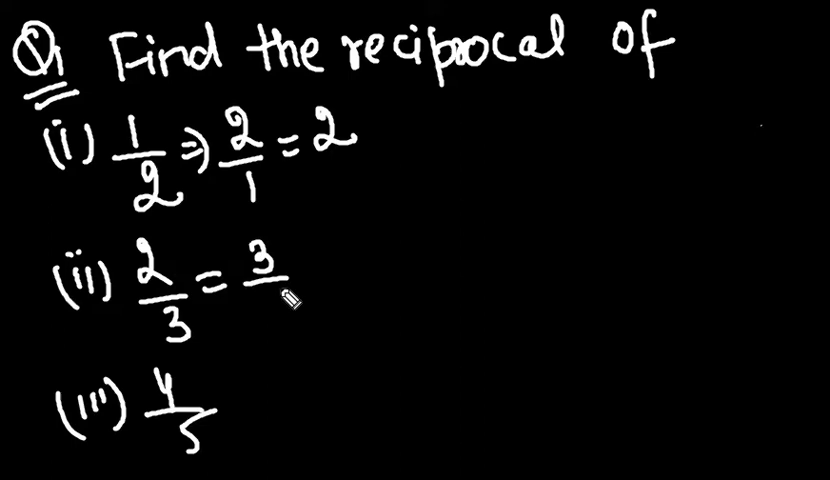 Q1 Find the reciprocal of
(i) 1/2 ⇒ 2/1 = 2
(ii) 2/3 = 3/
(iii) 4/5